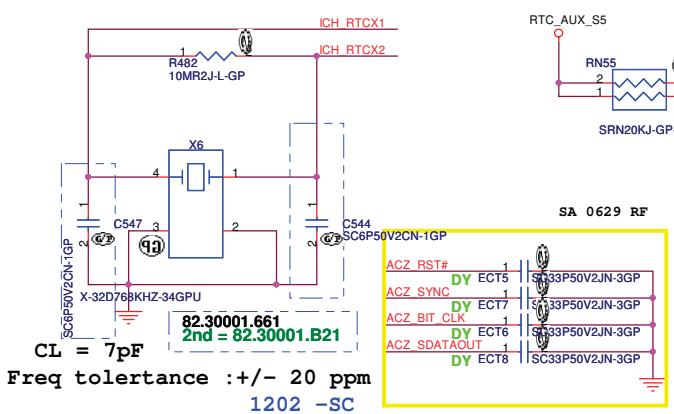 ICH_RTCX1
ICH_RTCX2
1
R482
10MR2J-L-GP
X6
4
1
3
2
GP
1
C547
2
SC6P50V2CN-1GP
1
C544
SC6P50V2CN-1GP
2
X-32D768KHZ-34GPU
82.30001.661
2nd = 82.30001.B21
CL = 7pF
Freq tolertance :+/- 20 ppm
1202 -SC
RTC_AUX_S5
RN55
2
1
SRN20KJ-GP
SA 0629 RF
ACZ_RST#
1
DY ECT5 SC33P50V2JN-3GP
ACZ_SYNC
1
DY ECT7 SC33P50V2JN-3GP
ACZ_BIT_CLK
1
DY ECT6 SC33P50V2JN-3GP
ACZ_SDATAOUT
1
DY ECT8 SC33P50V2JN-3GP